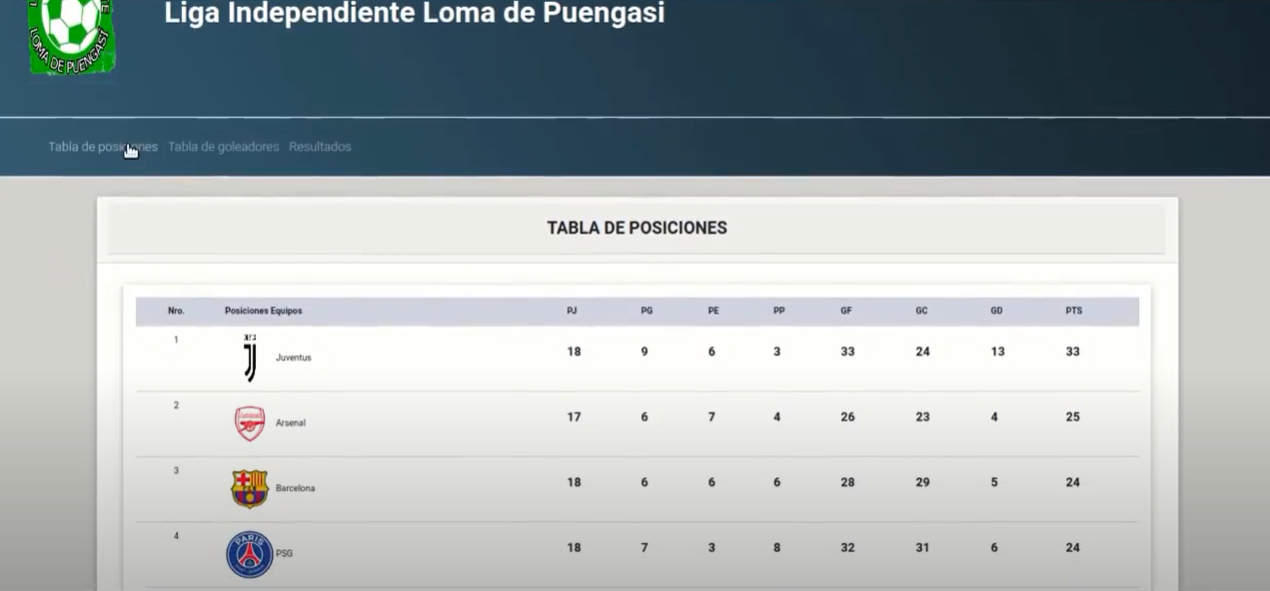 Liga Independiente Loma de Puengasi
LOMA DE PUENGASI
Tabla de posiciones Tabla de goleadores Resultados
TABLA DE POSICIONES
Nro. Posiciones Equipos PJ PG PE PP GF GC GD PTS
1 Juventus 18 9 6 3 33 24 13 33
2 Arsenal 17 6 7 4 26 23 4 25
3 Barcelona 18 6 6 6 28 29 5 24
4 PARIS PSG 18 7 3 8 32 31 6 24